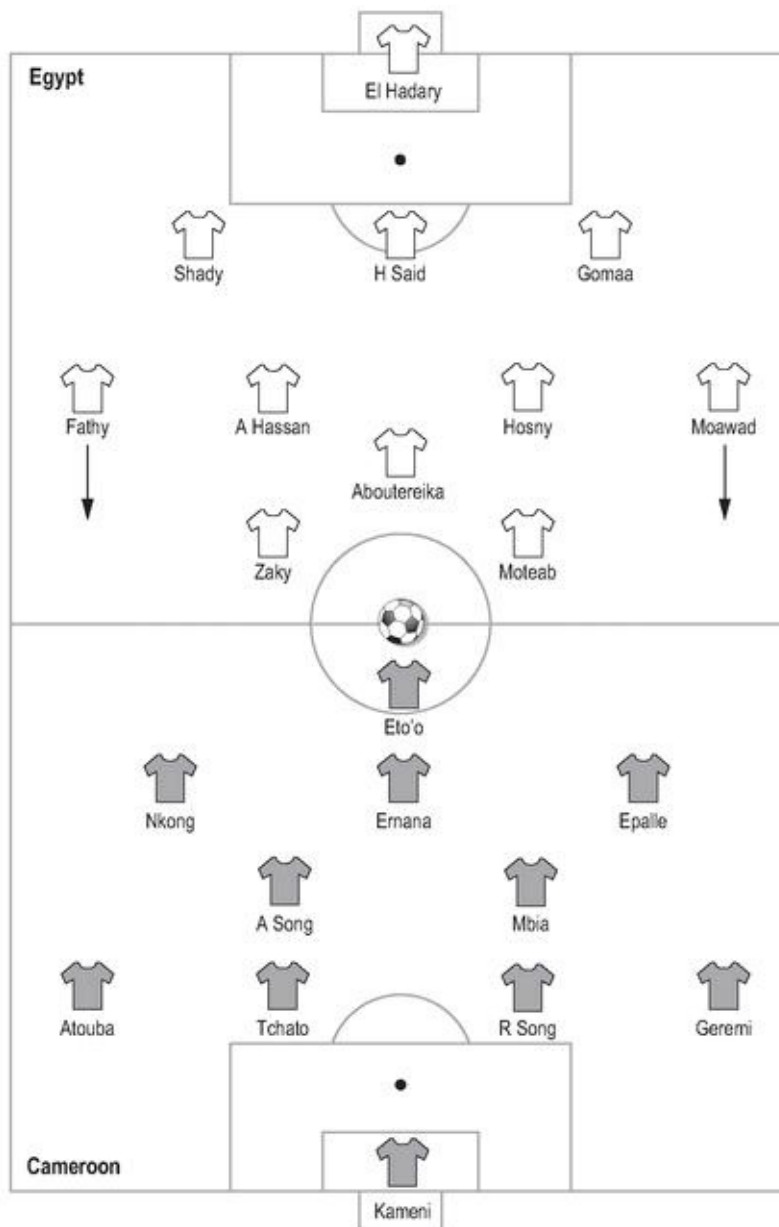 El Hadary
Egypt
Shady
H Said
Gomaa
Fathy
A Hassan
Hosny
Moawad
Aboutereika
Zaky
Moteab
Eto'o
Nkong
Ernana
Epalle
A Song
Mbia
Atouba
Tchato
R Song
Geremi
Cameroon
Kameni